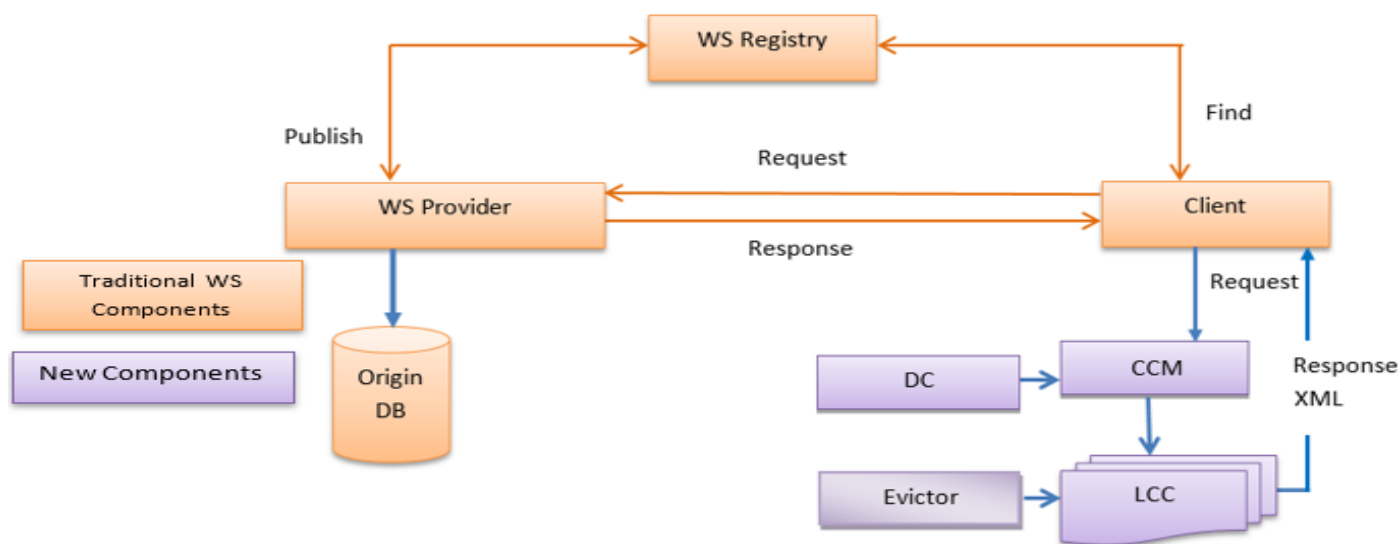 WS Registry
Publish
Find
Request
WS Provider
Client
Response
Traditional WS
Components
Request
New Components
Origin
DB
DC
CCM
Response
XML
Evictor
LCC